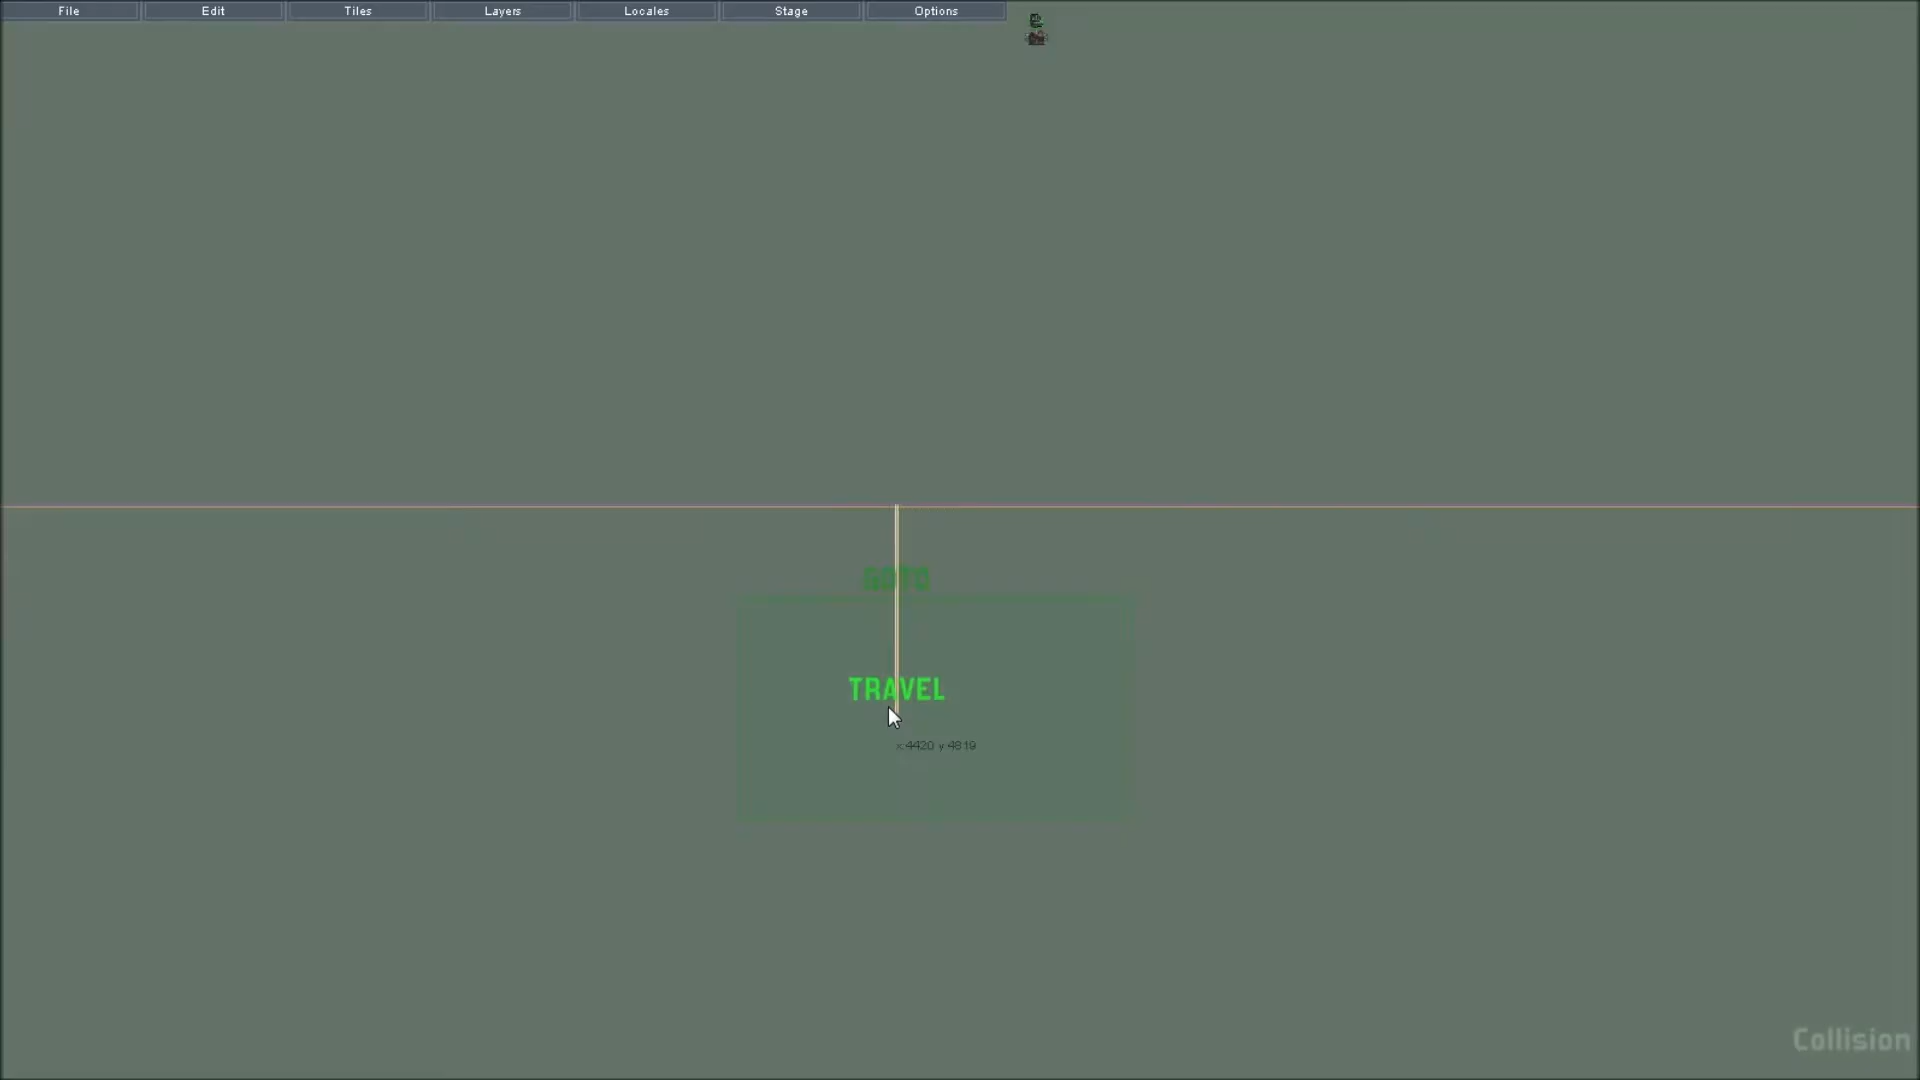 File Edit Tiles Layers Locales Stage Options
GOTO
TRAVEL
x:4420 y:4819
Collision